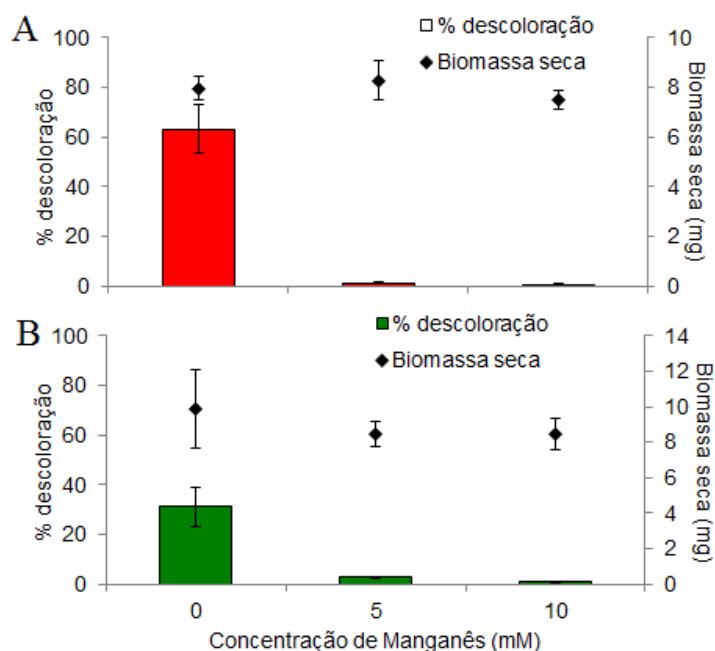 A
% descoloração
Biomassa seca
100
80
60
40
20
0
% descoloração
10
8
6
4
2
0
Biomassa seca (mg)
B
% descoloração
Biomassa seca
100
80
60
40
20
0
% descoloração
14
12
10
8
6
4
2
0
Biomassa seca (mg)
0 5 10
Concentração de Manganês (mM)